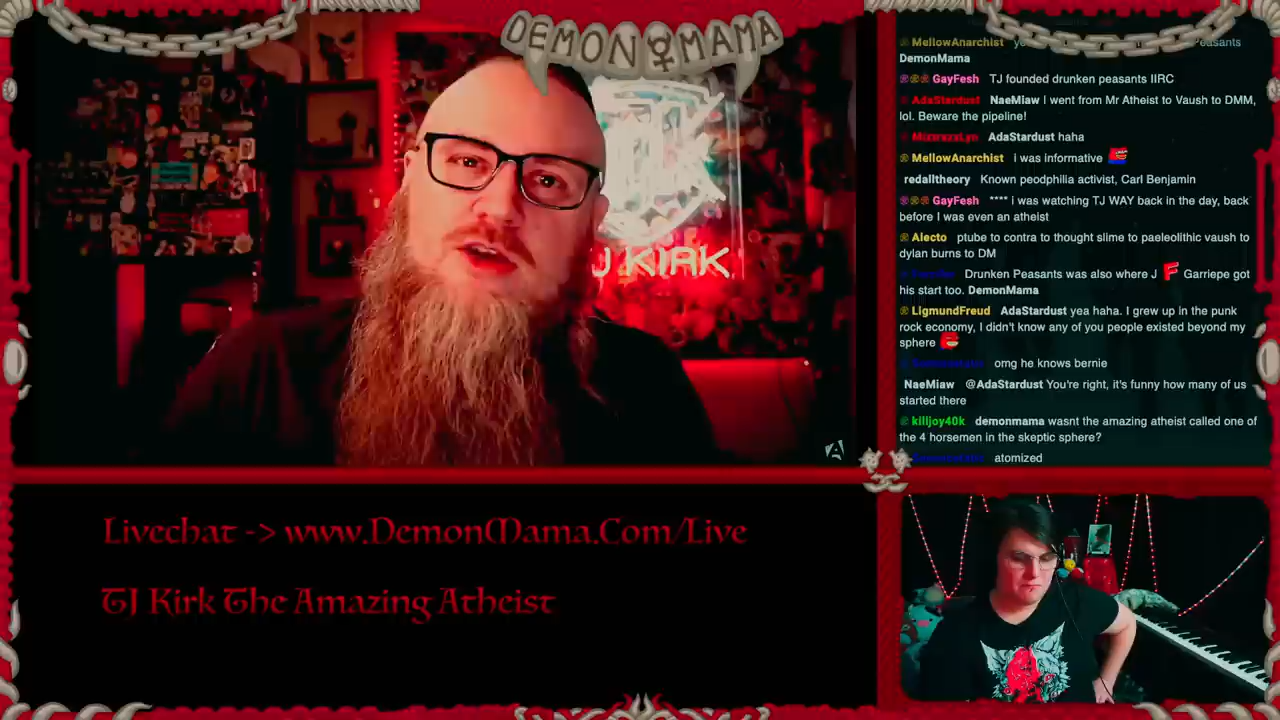 DEMON MAMA
J KIRK
MellowAnarchist
DemonMama
GayFesh TJ founded drunken peasants IIRC
AdaStardust NaeMiaw I went from Mr Atheist to Vaush to DMM,
lol. Beware the pipeline!
AdaStardust haha
MellowAnarchist I was informative
redalltheory Known peodphilia activist, Carl Benjamin
GayFesh **** i was watching TJ WAY back in the day, back
before I was even an atheist
Alecto ptube to contra to thought slime to paeleolithic vaush to
dylan burns to DM
Drunken Peasants was also where J F Garriepe got
his start too. DemonMama
LigmundFreud AdaStardust yea haha. I grew up in the punk
rock economy, I didn't know any of you people existed beyond my
sphere
omg he knows bernie
NaeMiaw @AdaStardust You're right, it's funny how many of us
started there
killjoy40k demonmama wasnt the amazing atheist called one of
the 4 horsemen in the skeptic sphere?
atomized
Livechat -> www.DemonMama.Com/Live
TJ Kirk The Amazing Atheist